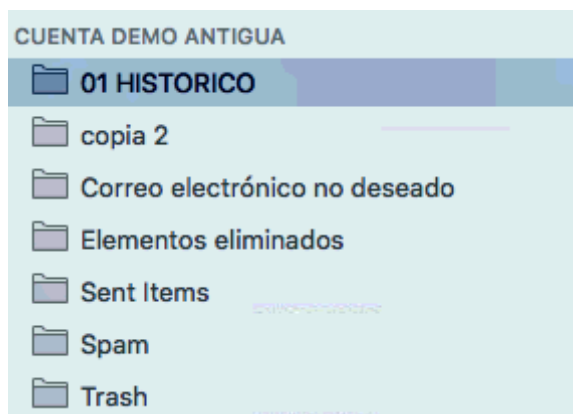 CUENTA DEMO ANTIGUA
01 HISTORICO
copia 2
Correo electrónico no deseado
Elementos eliminados
Sent Items
Spam
Trash